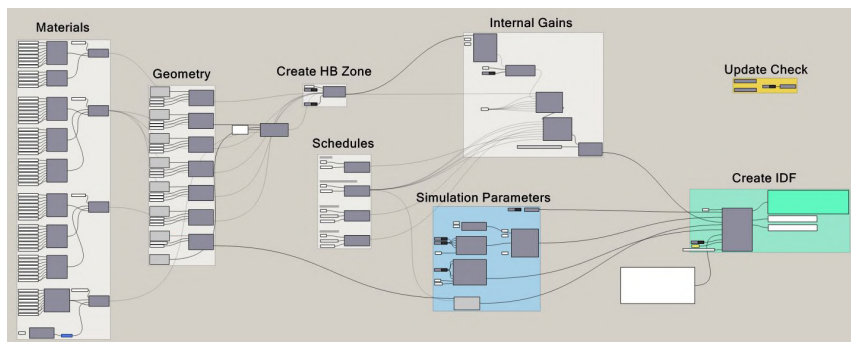 Internal Gains
Materials
Geometry
Create HB Zone
Update Check
Schedules
Create IDF
Simulation Parameters